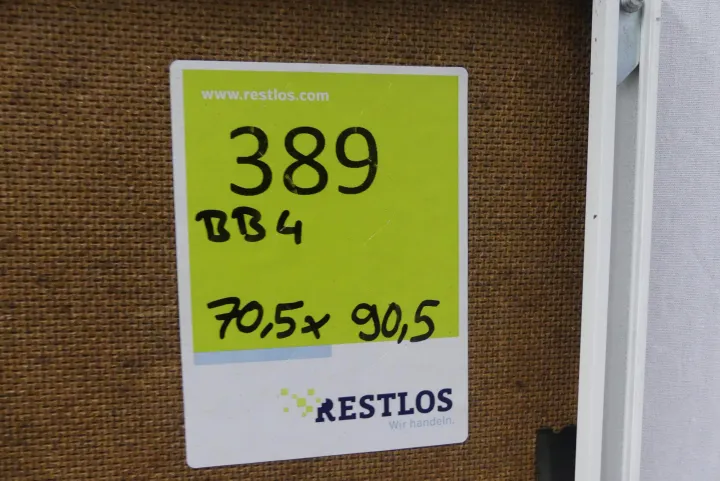 www.restlos.com
389
BB4
70,5x 90,5
RESTLOS
Wir handeln.